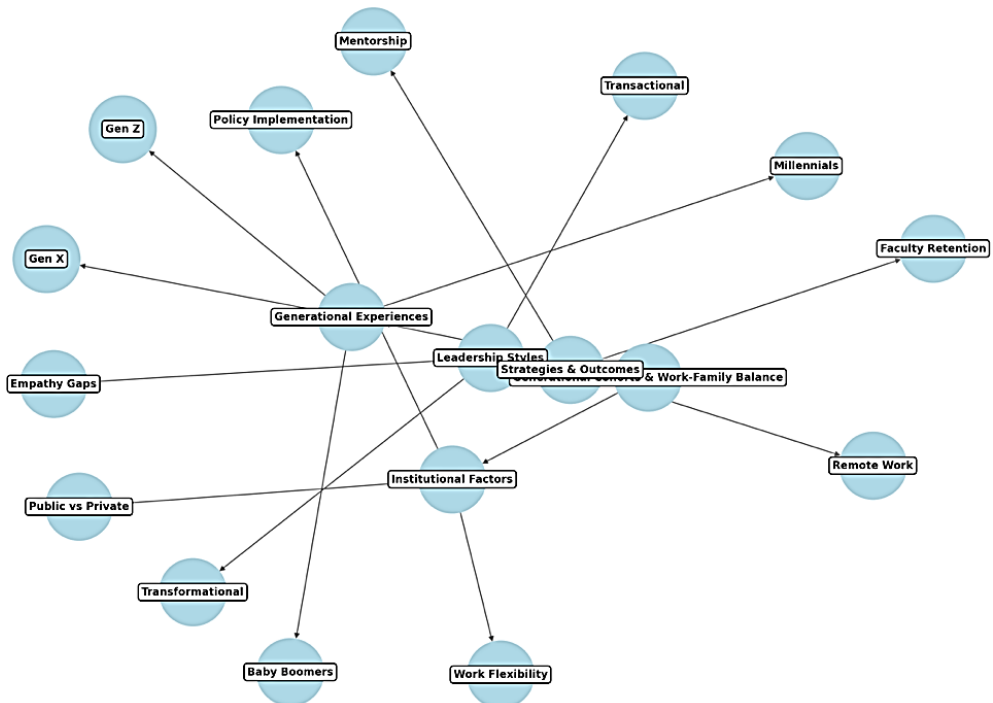 Mentorship
Transactional
Policy Implementation
Gen Z
Millennials
Faculty Retention
Gen X
Generational Experiences
Leadership Styles
Strategies & Outcomes
& Work-Family Balance
Empathy Gaps
Remote Work
Institutional Factors
Public vs Private
Transformational
Baby Boomers
Work Flexibility